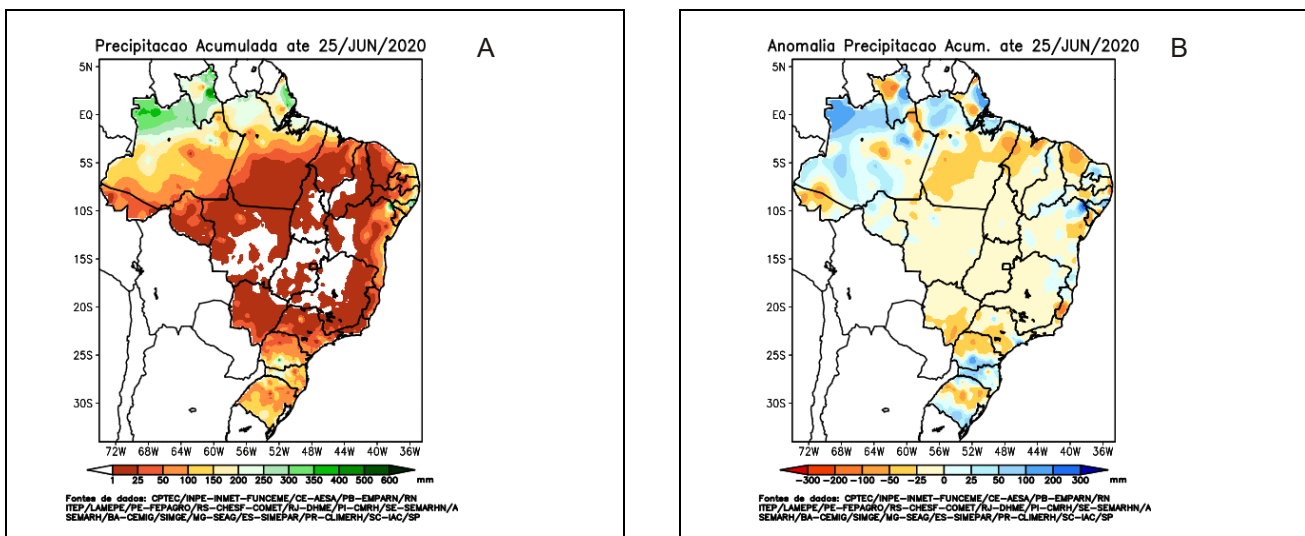 Precipitacao Acumulada ate 25/JUN/2020
A
5N
EQ
5S
10S
15S
20S
25S
30S
72W 68W 64W 60W 56W 52W 48W 44W 40W 36W
1 25 50 100 150 200 250 300 350 400 500 600 mm
Fontes de dados: CPTEC/INPE-INMET-FUNCEME/CE-AESA/PB-EMPARN/RN
ITEP/LAMEPE/PE-FEPAGRO/RS-CHESF-COMET/RJ-DHME/PI-CMRH/SE-SEMARHN/A
SEMARH/BA-CEMIG/SIMGE/MG-SEAG/ES-SIMEPAR/PR-CLIMERH/SC-IAC/SP
Anomalia Precipitacao Acum. ate 25/JUN/2020
B
5N
EQ
5S
10S
15S
20S
25S
30S
72W 68W 64W 60W 56W 52W 48W 44W 40W 36W
-300 -200 -100 -50 -25 0 25 50 100 200 300 mm
Fontes de dados: CPTEC/INPE-INMET-FUNCEME/CE-AESA/PB-EMPARN/RN
ITEP/LAMEPE/PE-FEPAGRO/RS-CHESF-COMET/RJ-DHME/PI-CMRH/SE-SEMARHN/A
SEMARH/BA-CEMIG/SIMGE/MG-SEAG/ES-SIMEPAR/PR-CLIMERH/SC-IAC/SP